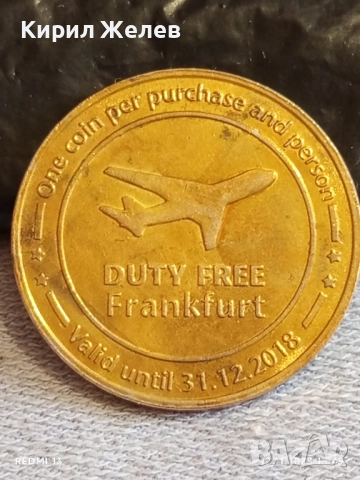 Кирил Желев
One coin per purchase and person
DUTY FREE
Frankfurt
Valid until 31.12.2018
REDMI 13